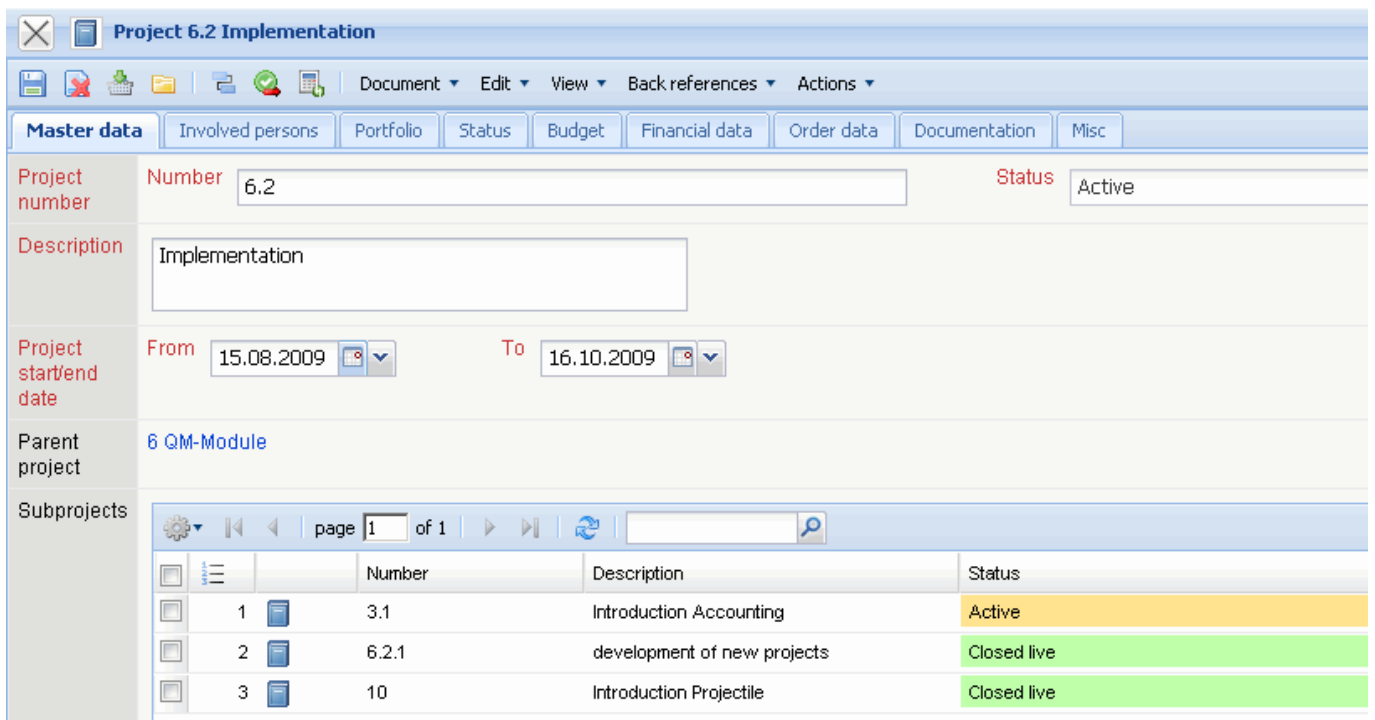 Project 6.2 Implementation
Document Edit View Back references Actions
Master data Involved persons Portfolio Status Budget Financial data Order data Documentation Misc
Project number Number 6.2 Status Active
Description Implementation
Project start/end date From 15.08.2009 To 16.10.2009
Parent project 6 QM-Module
Subprojects page 1 of 1
Number Description Status
1 3.1 Introduction Accounting Active
2 6.2.1 development of new projects Closed live
3 10 Introduction Projectile Closed live